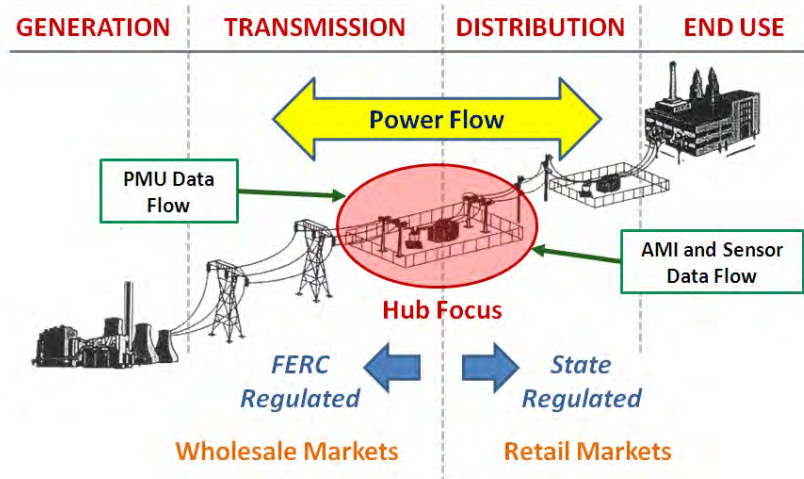 GENERATION
TRANSMISSION
DISTRIBUTION
END USE
Power Flow
PMU Data
Flow
AMI and Sensor
Data Flow
Hub Focus
FERC
Regulated
State
Regulated
Wholesale Markets
Retail Markets